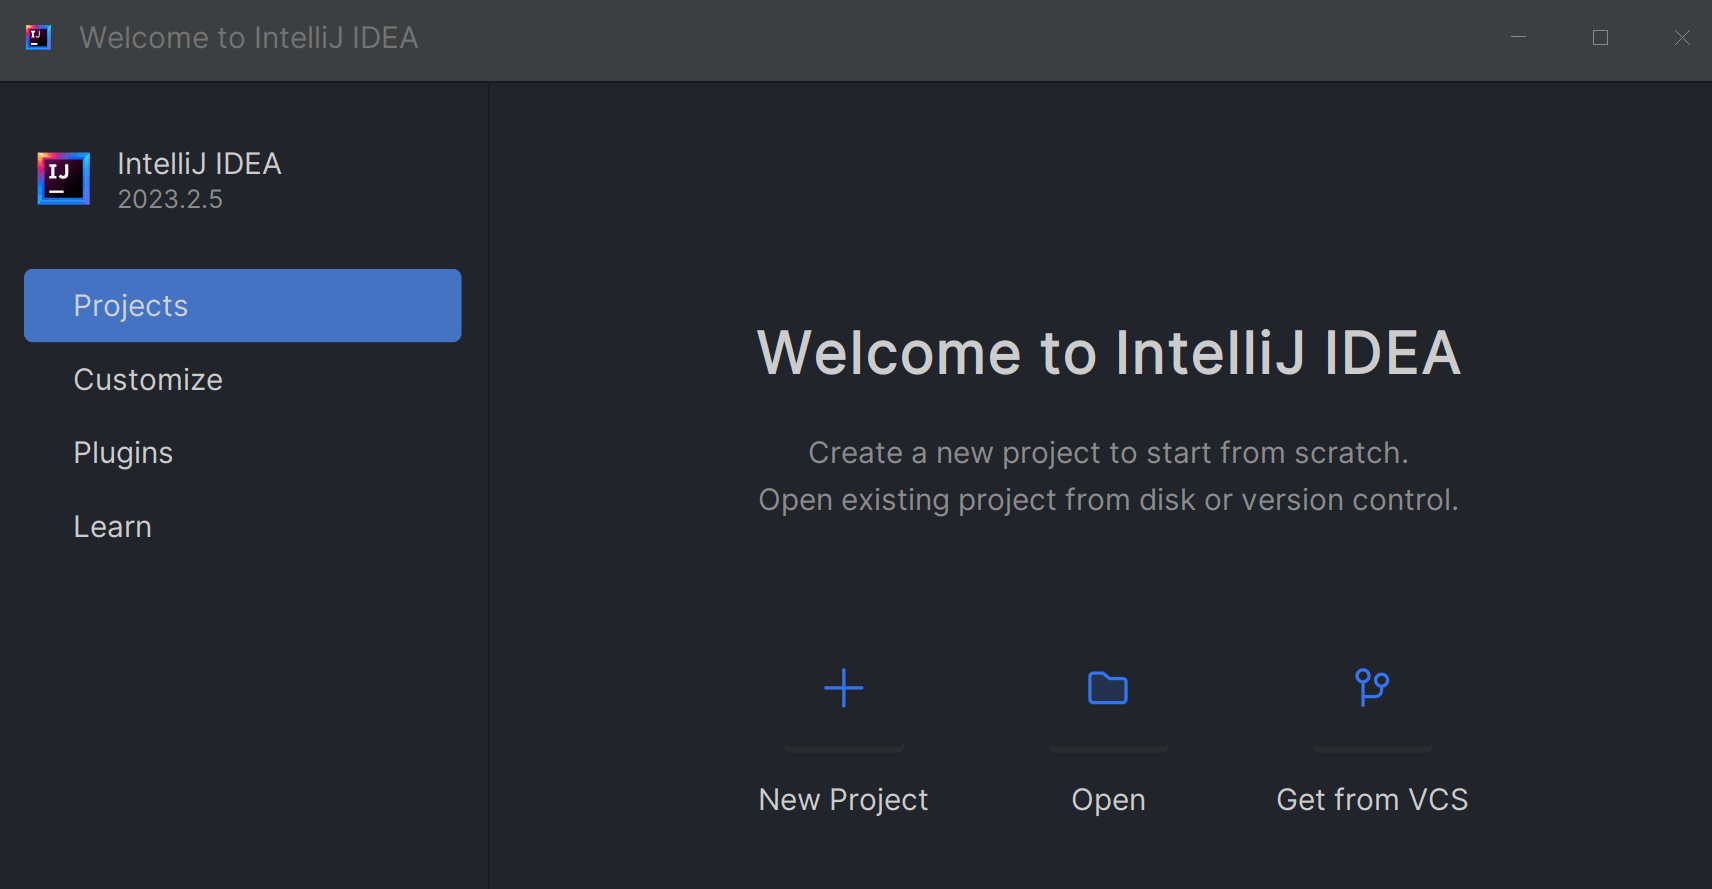 Welcome to IntelliJ IDEA
IJ
IntelliJ IDEA
2023.2.5
Projects
Customize
Plugins
Learn
Welcome to IntelliJ IDEA
Create a new project to start from scratch.
Open existing project from disk or version control.
New Project
Open
Get from VCS